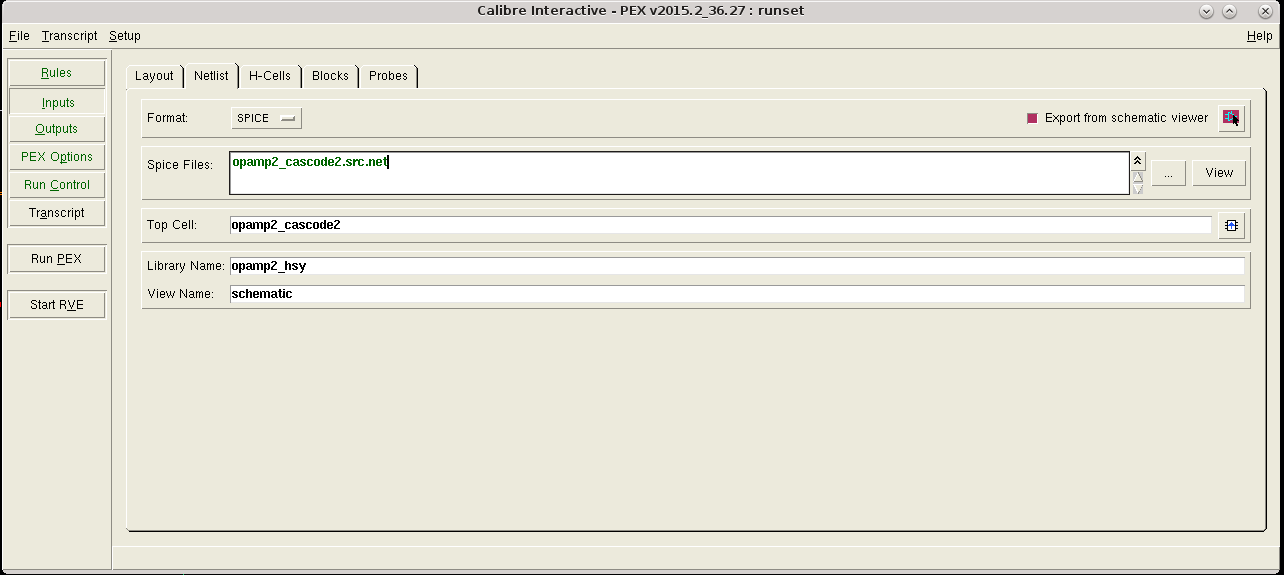 Calibre Interactive - PEX v2015.2_36.27 : runset
File Transcript Setup Help
Rules
Inputs
Outputs
PEX Options
Run Control
Transcript
Run PEX
Start RVE
Layout Netlist H-Cells Blocks Probes
Format: SPICE Export from schematic viewer
Spice Files: opamp2_cascode2.src.net ... View
Top Cell: opamp2_cascode2
Library Name: opamp2_hsy
View Name: schematic